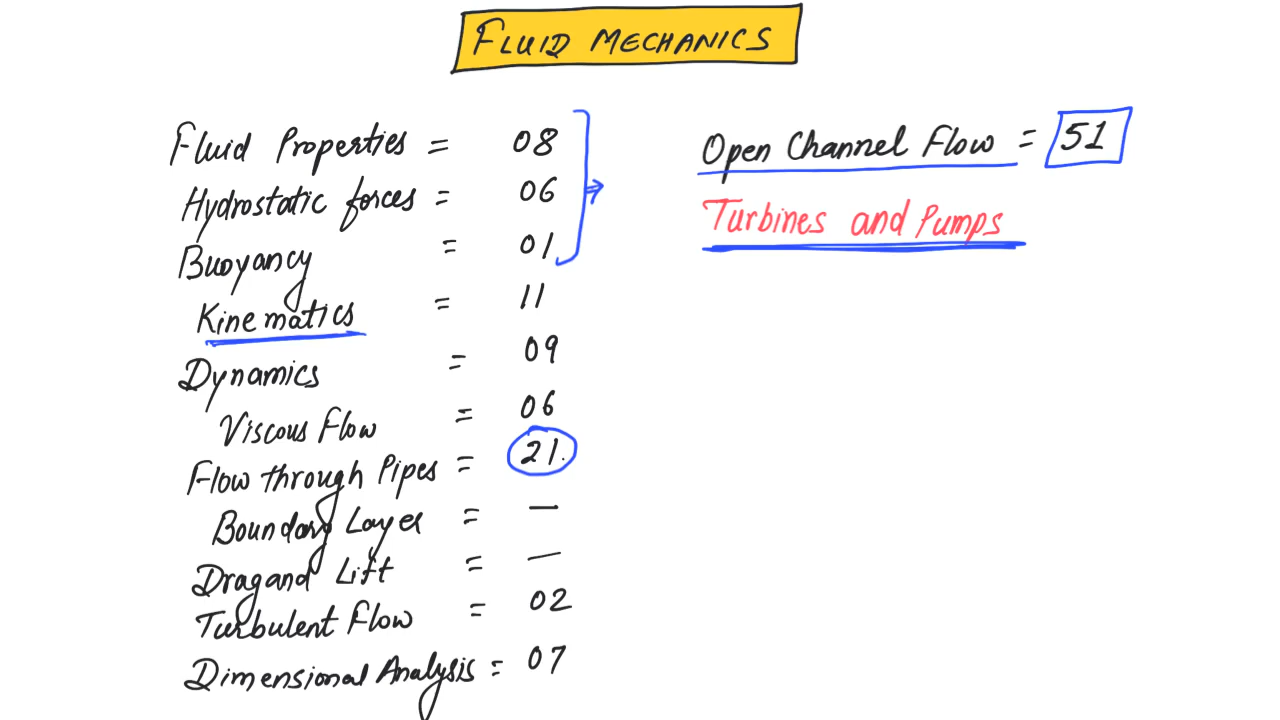 FLUID MECHANICS
Fluid Properties = 08
Hydrostatic forces = 06
Buoyancy = 01
Kinematics = 11
Dynamics = 09
Viscous Flow = 06
Flow through Pipes = 21.
Boundary Layer = —
Drag and Lift = —
Turbulent Flow = 02
Dimensional Analysis = 07
Open Channel Flow = 51
Turbines and Pumps